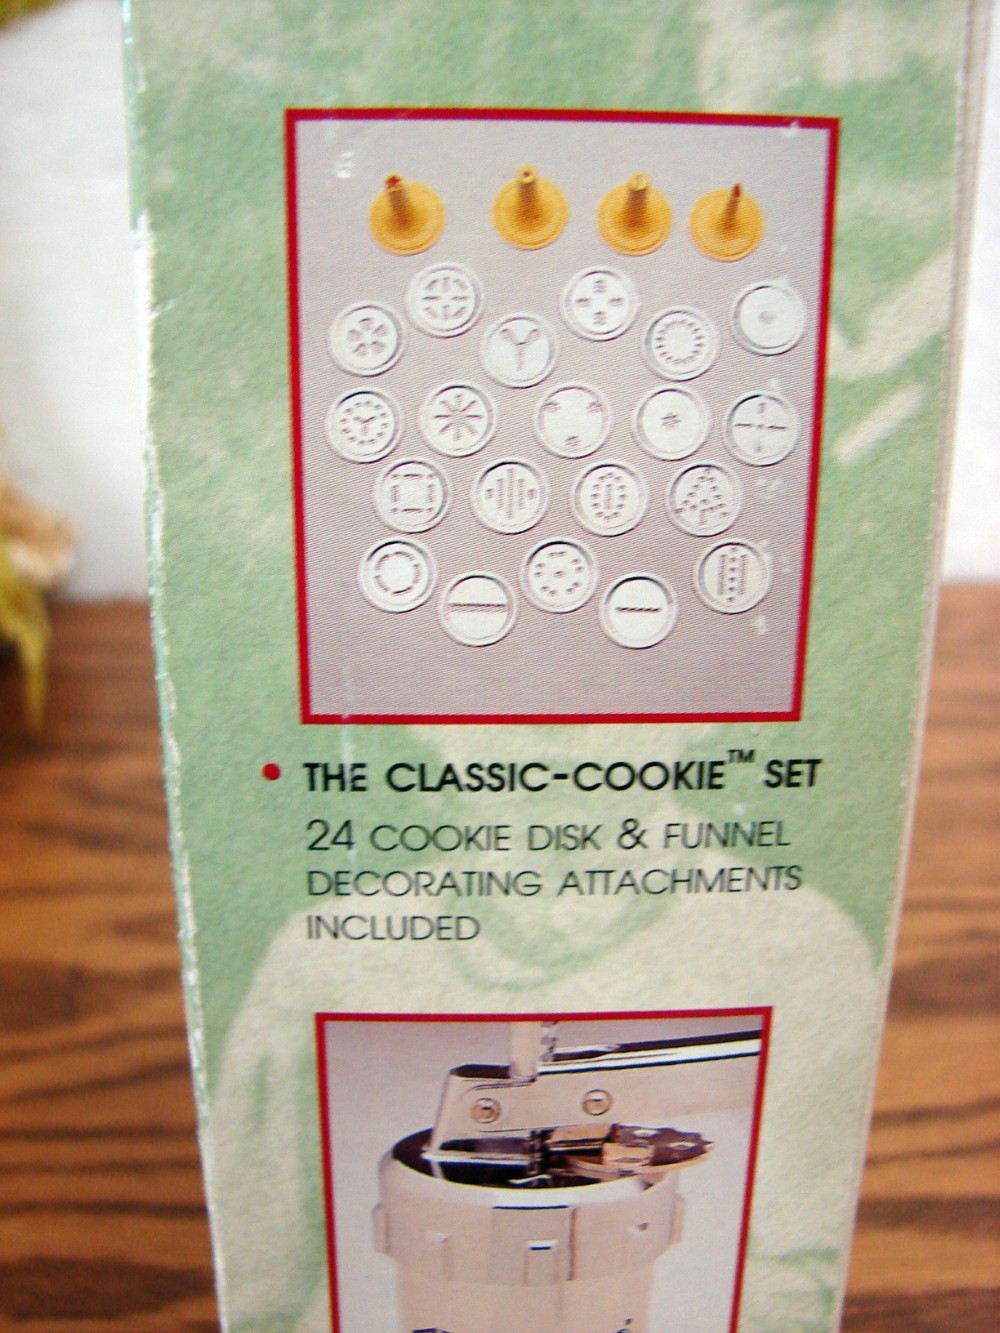 • THE CLASSIC-COOKIE™ SET
24 COOKIE DISK & FUNNEL
DECORATING ATTACHMENTS
INCLUDED